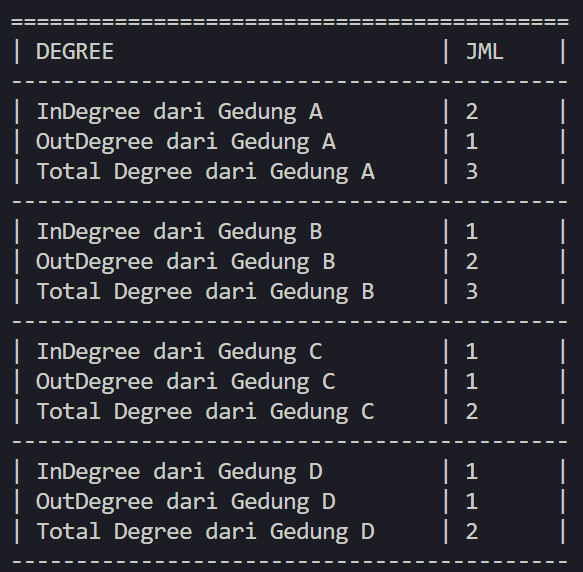 ===========================================
| DEGREE                         | JML    |
-------------------------------------------
| InDegree dari Gedung A         | 2      |
| OutDegree dari Gedung A        | 1      |
| Total Degree dari Gedung A     | 3      |
-------------------------------------------
| InDegree dari Gedung B         | 1      |
| OutDegree dari Gedung B        | 2      |
| Total Degree dari Gedung B     | 3      |
-------------------------------------------
| InDegree dari Gedung C         | 1      |
| OutDegree dari Gedung C        | 1      |
| Total Degree dari Gedung C     | 2      |
-------------------------------------------
| InDegree dari Gedung D         | 1      |
| OutDegree dari Gedung D        | 1      |
| Total Degree dari Gedung D     | 2      |
-------------------------------------------